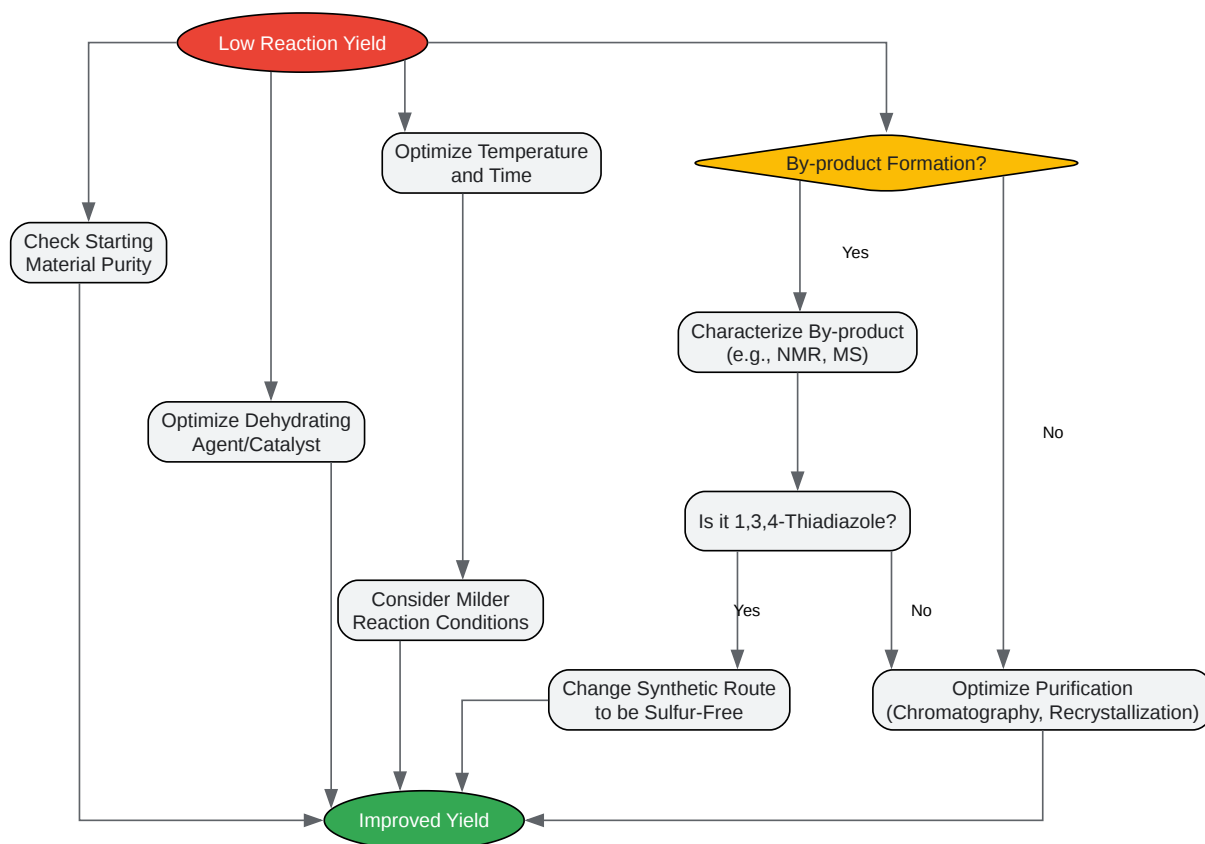 Low Reaction Yield
Optimize Temperature
and Time
By-product Formation?
Check Starting
Material Purity
Yes
Characterize By-product
(e.g., NMR, MS)
Optimize Dehydrating
Agent/Catalyst
No
Is it 1,3,4-Thiadiazole?
Consider Milder
Reaction Conditions
Yes
No
Change Synthetic Route
to be Sulfur-Free
Optimize Purification
(Chromatography, Recrystallization)
Improved Yield